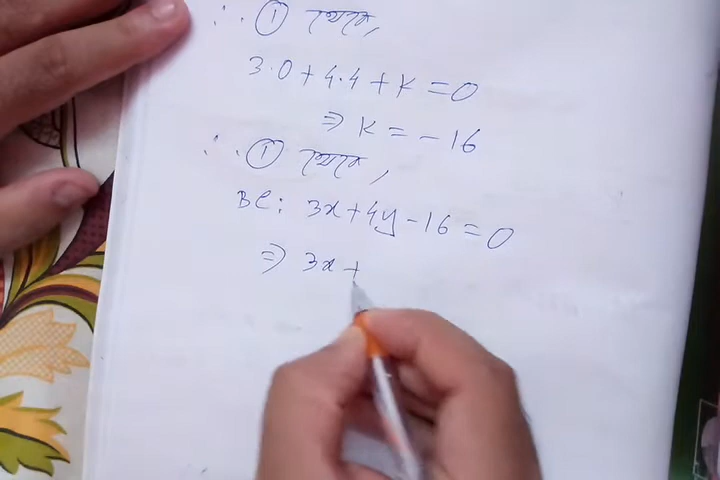 ∴ ① থেকে,
3·0 + 4·4 + k = 0
⇒ k = -16
∴ ① থেকে,
BC: 3x + 4y - 16 = 0
⇒ 3x +